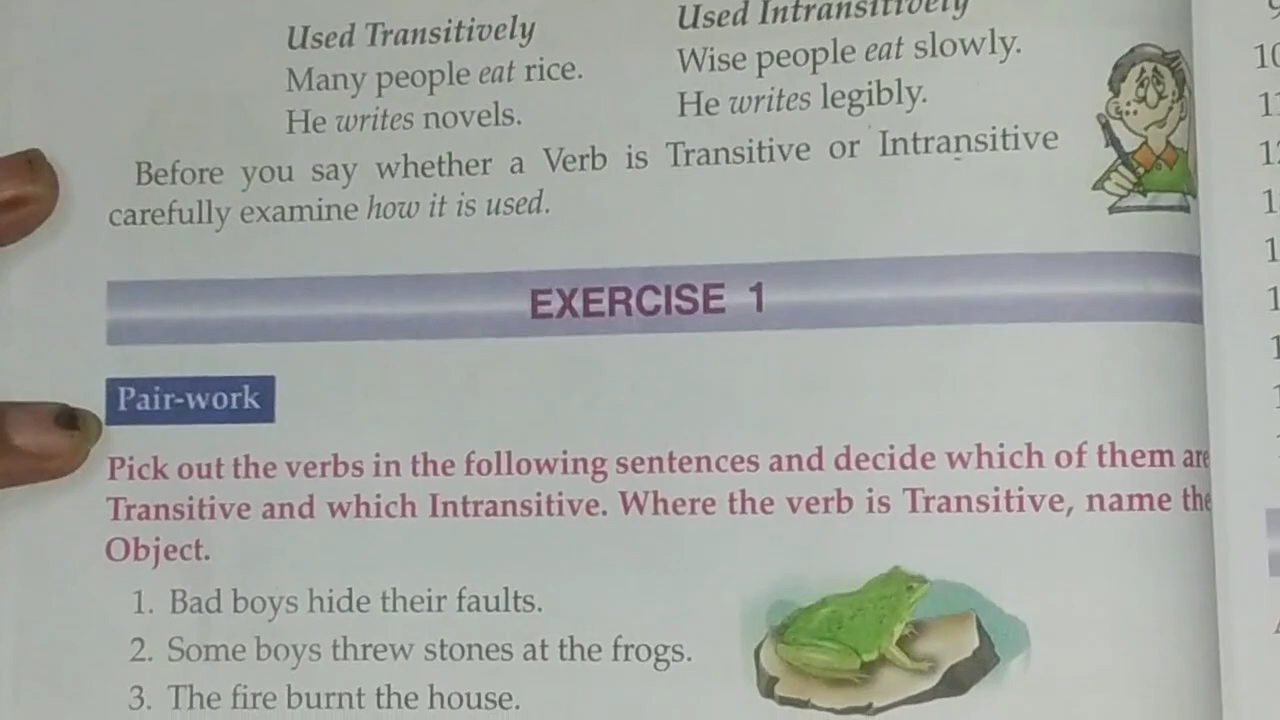 Used Transitively
Used Intransitively
Many people eat rice.
Wise people eat slowly.
He writes novels.
He writes legibly.
Before you say whether a Verb is Transitive or Intransitive
carefully examine how it is used.
EXERCISE 1
Pair-work
Pick out the verbs in the following sentences and decide which of them are
Transitive and which Intransitive. Where the verb is Transitive, name the
Object.
1. Bad boys hide their faults.
2. Some boys threw stones at the frogs.
3. The fire burnt the house.